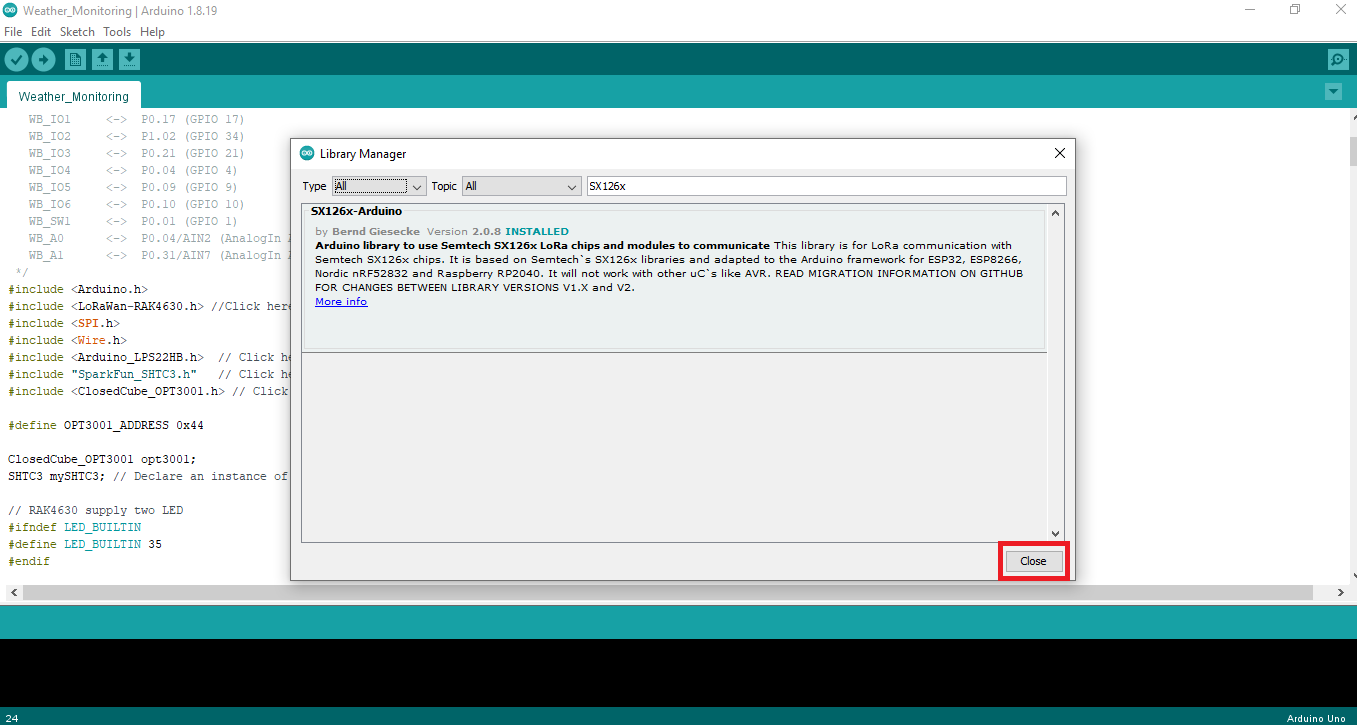 Weather_Monitoring | Arduino 1.8.19
File Edit Sketch Tools Help
Weather_Monitoring
WB_IO1 <-> P0.17 (GPIO 17)
WB_IO2 <-> P1.02 (GPIO 34)
WB_IO3 <-> P0.21 (GPIO 21)
WB_IO4 <-> P0.04 (GPIO 4)
WB_IO5 <-> P0.09 (GPIO 9)
WB_IO6 <-> P0.10 (GPIO 10)
WB_SW1 <-> P0.01 (GPIO 1)
WB_A0 <-> P0.04/AIN2 (AnalogIn
WB_A1 <-> P0.31/AIN7 (AnalogIn
*/
#include <Arduino.h>
#include <LoRaWan-RAK4630.h> //Click here
#include <SPI.h>
#include <Wire.h>
#include <Arduino_LPS22HB.h> // Click he
#include "SparkFun_SHTC3.h" // Click he
#include <ClosedCube_OPT3001.h> // Click
#define OPT3001_ADDRESS 0x44
ClosedCube_OPT3001 opt3001;
SHTC3 mySHTC3; // Declare an instance of
// RAK4630 supply two LED
#ifndef LED_BUILTIN
#define LED_BUILTIN 35
#endif
Library Manager
Type All Topic All SX126x
SX126x-Arduino
by Bernd Giesecke Version 2.0.8 INSTALLED
Arduino library to use Semtech SX126x LoRa chips and modules to communicate This library is for LoRa communication with
Semtech SX126x chips. It is based on Semtech`s SX126x libraries and adapted to the Arduino framework for ESP32, ESP8266,
Nordic nRF52832 and Raspberry RP2040. It will not work with other uC`s like AVR. READ MIGRATION INFORMATION ON GITHUB
FOR CHANGES BETWEEN LIBRARY VERSIONS V1.X and V2.
More info
Close
24
Arduino Uno